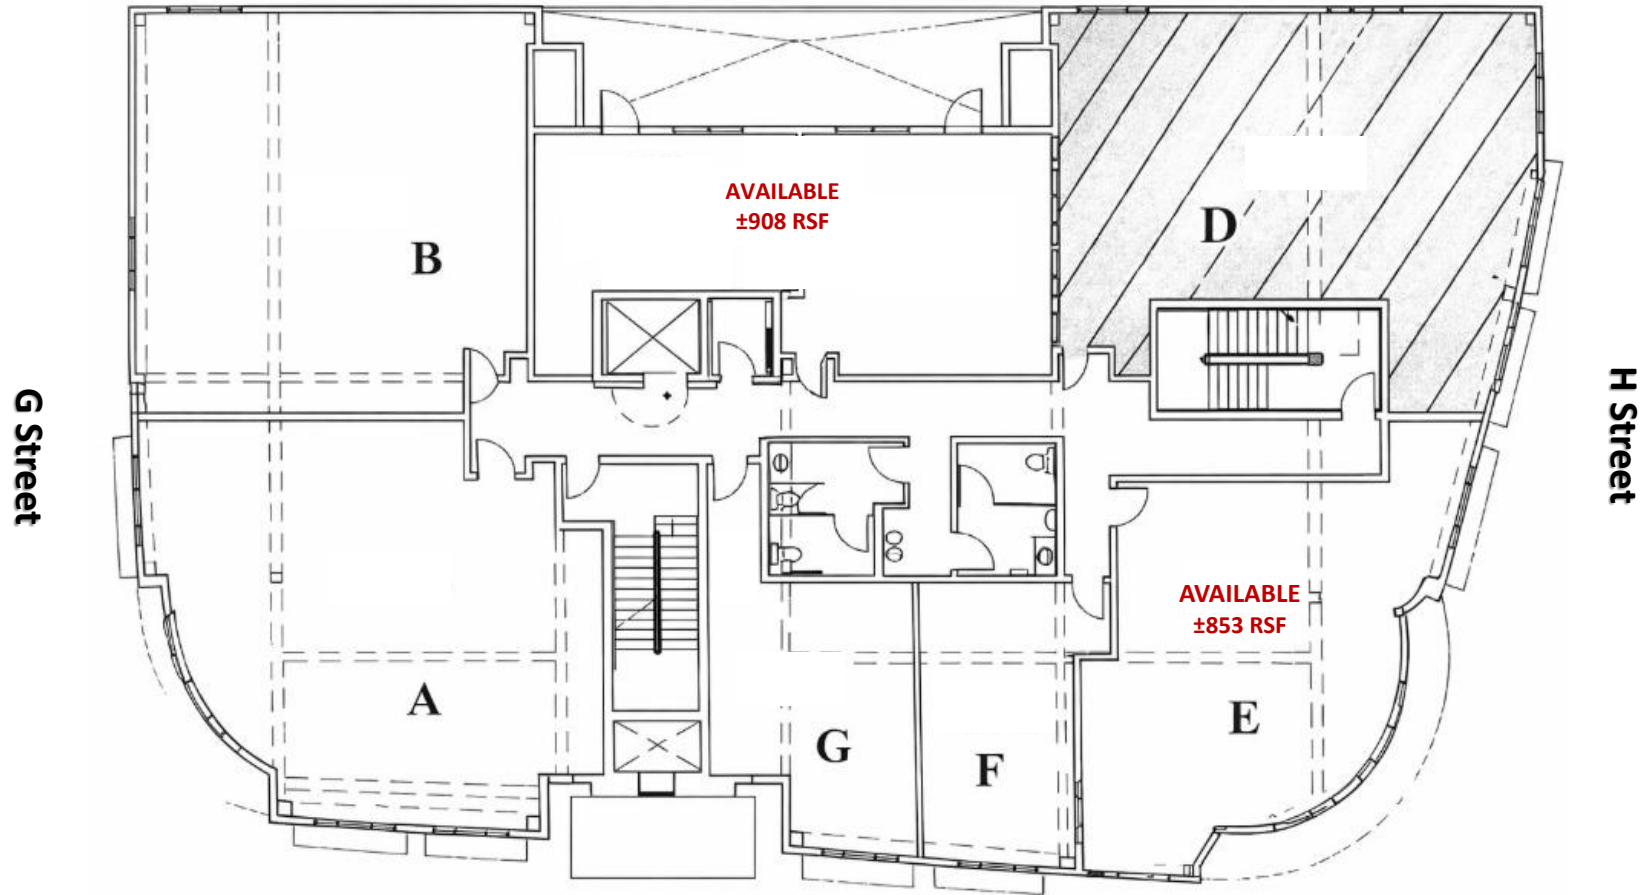 AVAILABLE
±908 RSF
B
D
G Street
H Street
AVAILABLE
±853 RSF
A
G
F
E